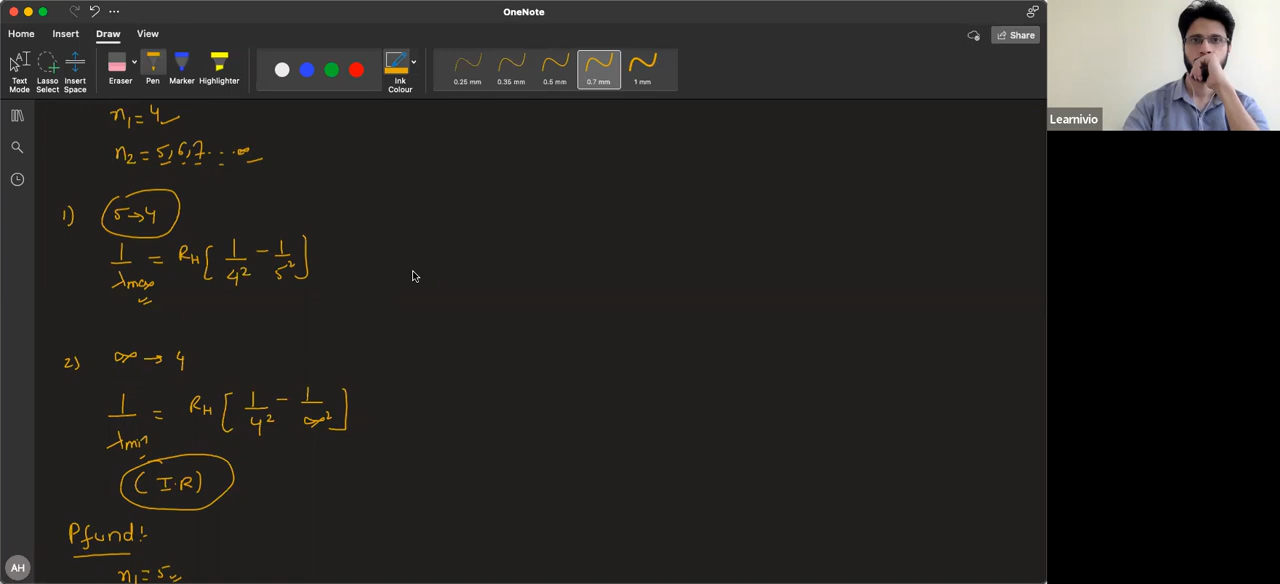 OneNote
Home Insert Draw View
Share
Text Mode
Lasso Select
Insert Space
Eraser
Pen
Marker
Highlighter
Ink Colour
0.25 mm
0.35 mm
0.5 mm
0.7 mm
1 mm
Learnivio
n₁ = 4
n₂ = 5, 6, 7 . . . ∞
1) 5 → 4
1/λmax = RH [ 1/4² − 1/5² ]
2) ∞ → 4
1/λmin = RH [ 1/4² − 1/∞² ]
(I.R)
Pfund:
n₁ = 5
AH